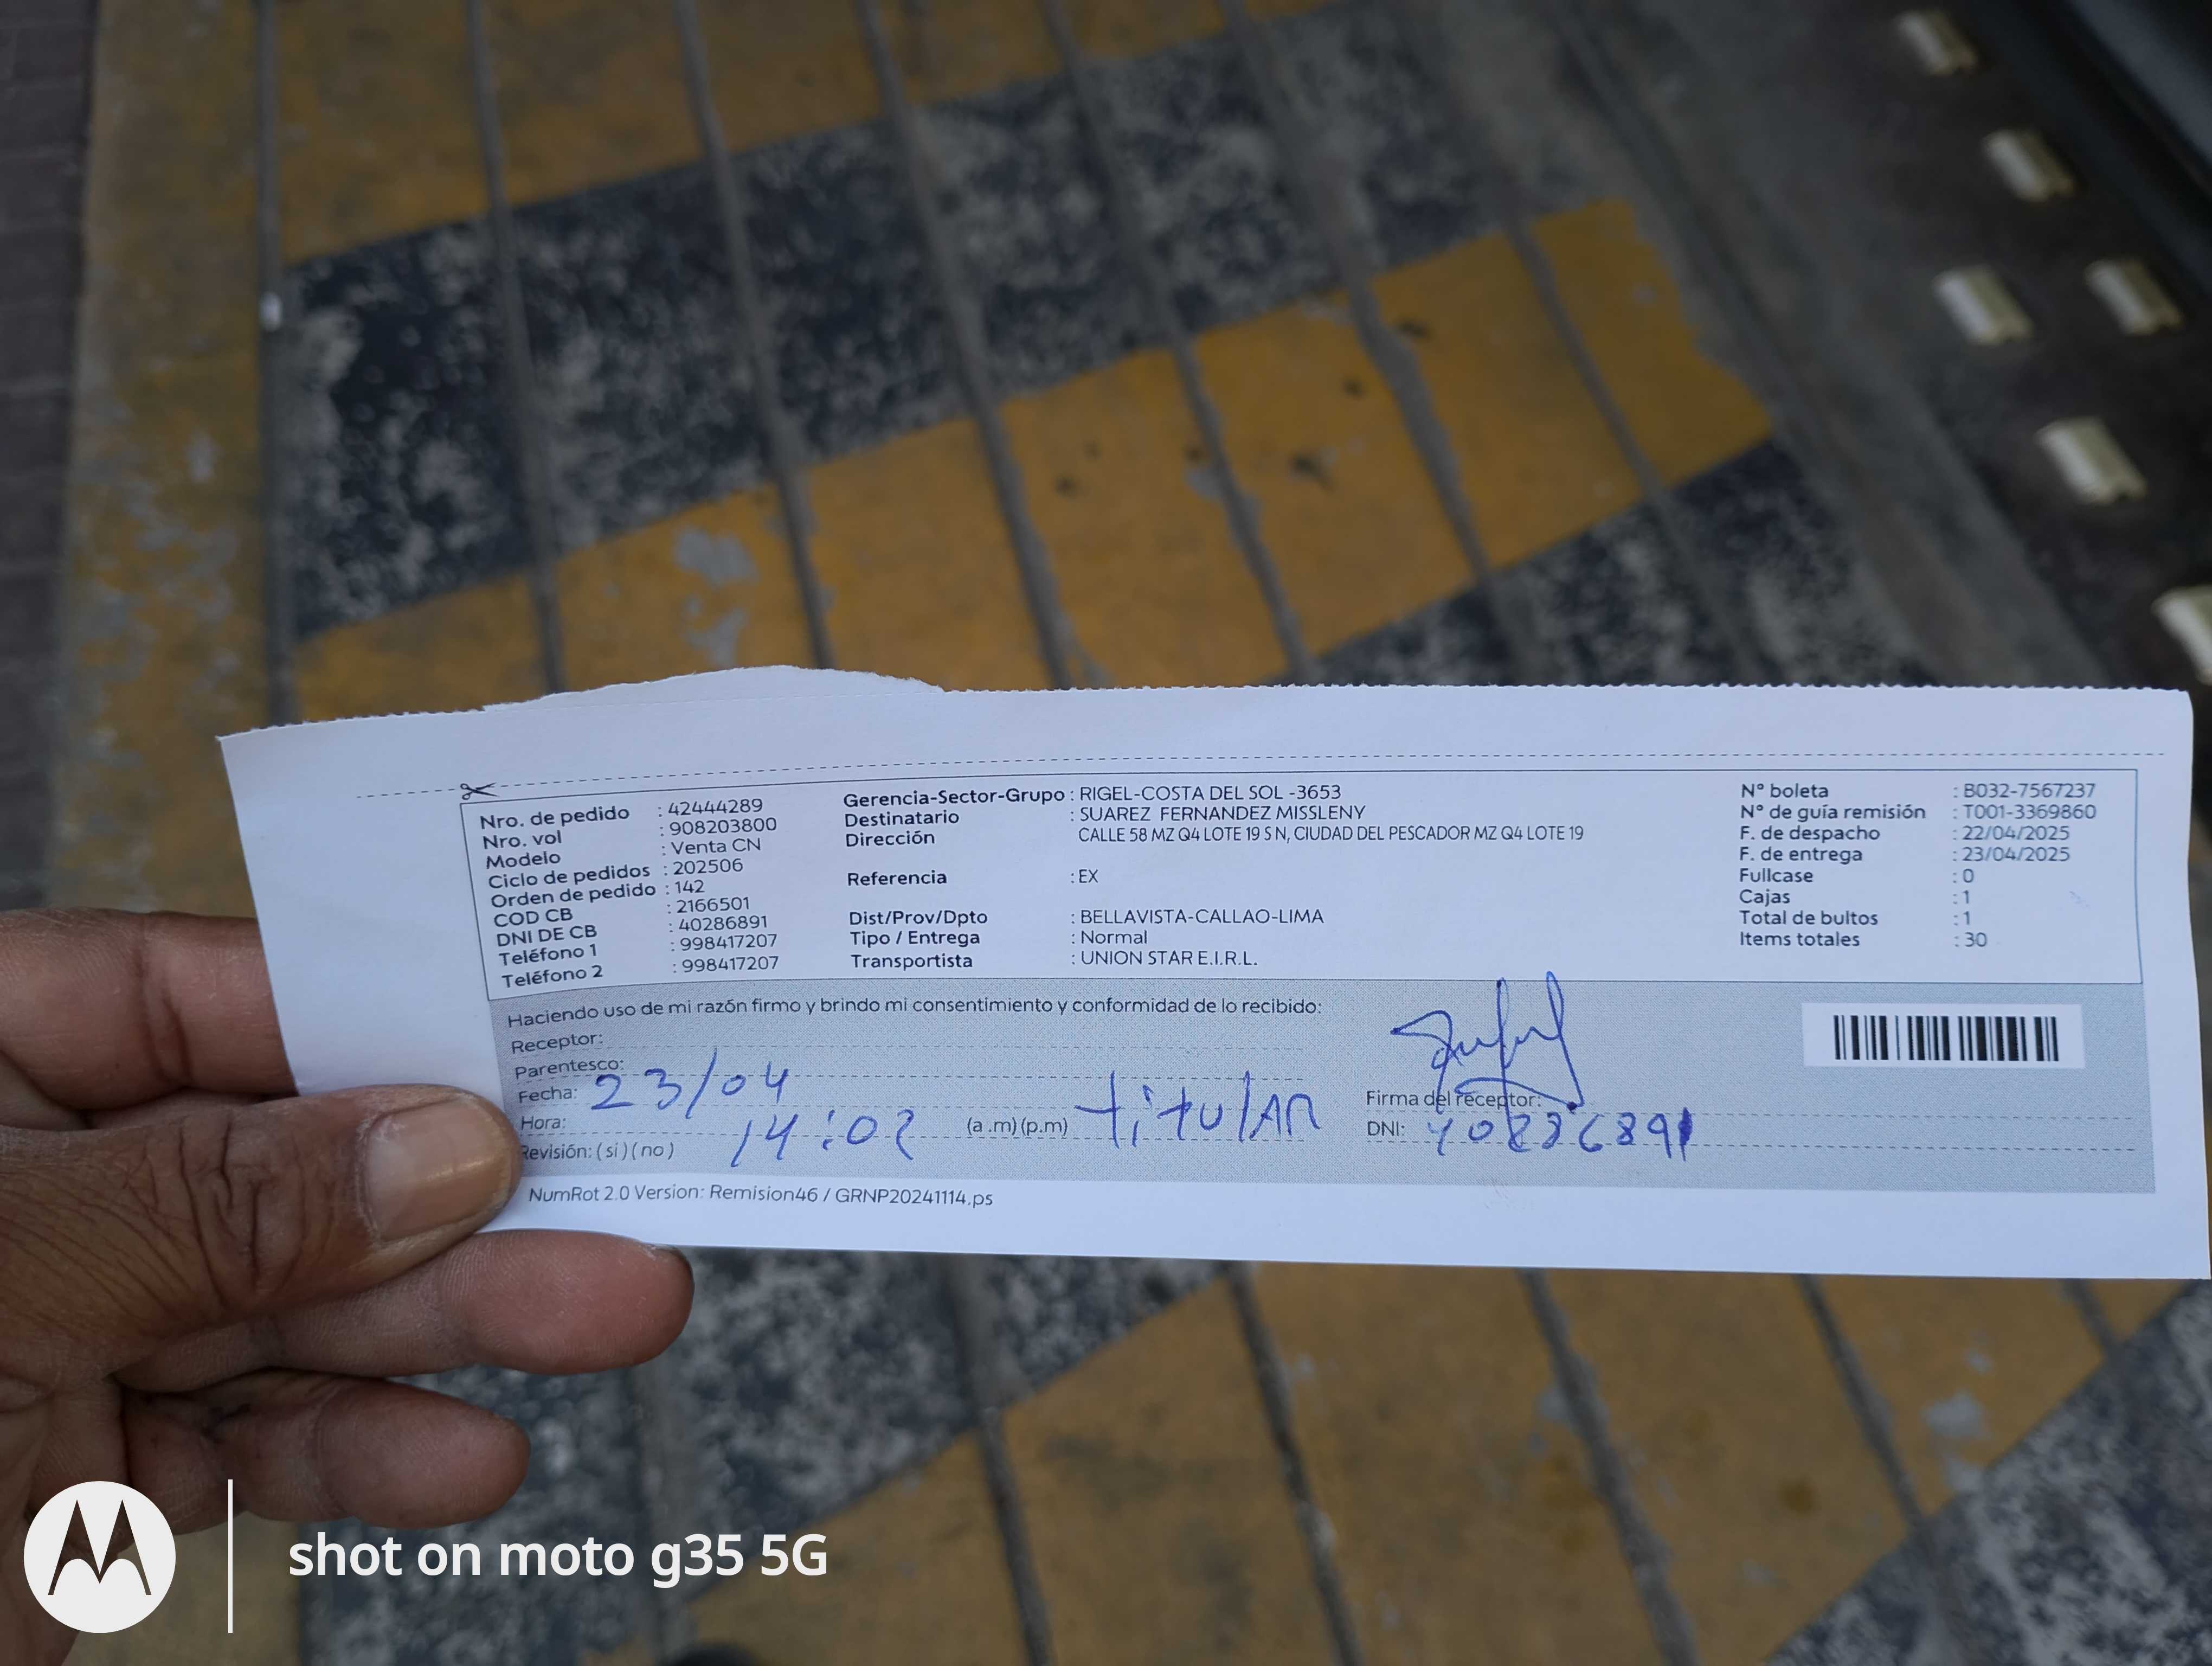 Nro. de pedido : 42444289
Nro. vol : 908203800
Modelo : Venta CN
Ciclo de pedidos : 202506
Orden de pedido : 142
COD CB : 2166501
DNI DE CB : 40286891
Teléfono 1 : 998417207
Teléfono 2 : 998417207
Gerencia-Sector-Grupo : RIGEL-COSTA DEL SOL -3653
Destinatario : SUAREZ FERNANDEZ MISSLENY
Dirección CALLE 58 MZ Q4 LOTE 19 S N, CIUDAD DEL PESCADOR MZ Q4 LOTE 19
Referencia : EX
Dist/Prov/Dpto : BELLAVISTA-CALLAO-LIMA
Tipo / Entrega : Normal
Transportista : UNION STAR E.I.R.L.
N° boleta : B032-7567237
N° de guía remisión : T001-3369860
F. de despacho : 22/04/2025
F. de entrega : 23/04/2025
Fullcase : 0
Cajas : 1
Total de bultos : 1
Items totales : 30
Haciendo uso de mi razón firmo y brindo mi consentimiento y conformidad de lo recibido:
Receptor:
Parentesco:
Fecha: 23/04
Hora: 14:02 (a .m) (p.m) titular
Revisión: ( si ) ( no )
Firma del receptor:
DNI: 40286891
NumRot 2.0 Version: Remision46 / GRNP20241114.ps
shot on moto g35 5G